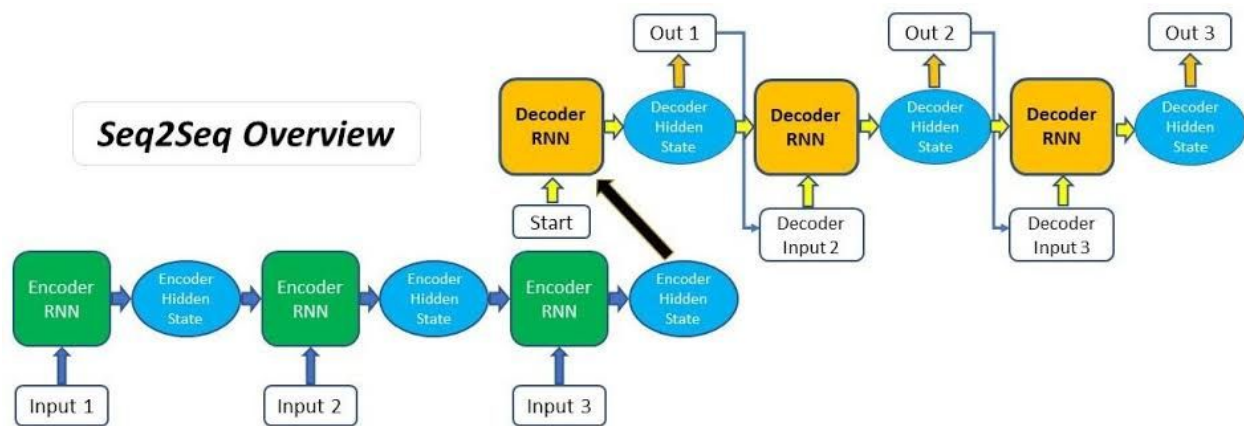 Seq2Seq Overview
Out 1
Out 2
Out 3
Decoder
RNN
Decoder
Hidden
State
Decoder
RNN
Decoder
Hidden
State
Decoder
RNN
Decoder
Hidden
State
Start
Decoder
Input 2
Decoder
Input 3
Encoder
RNN
Encoder
Hidden
State
Encoder
RNN
Encoder
Hidden
State
Encoder
RNN
Encoder
Hidden
State
Input 1
Input 2
Input 3